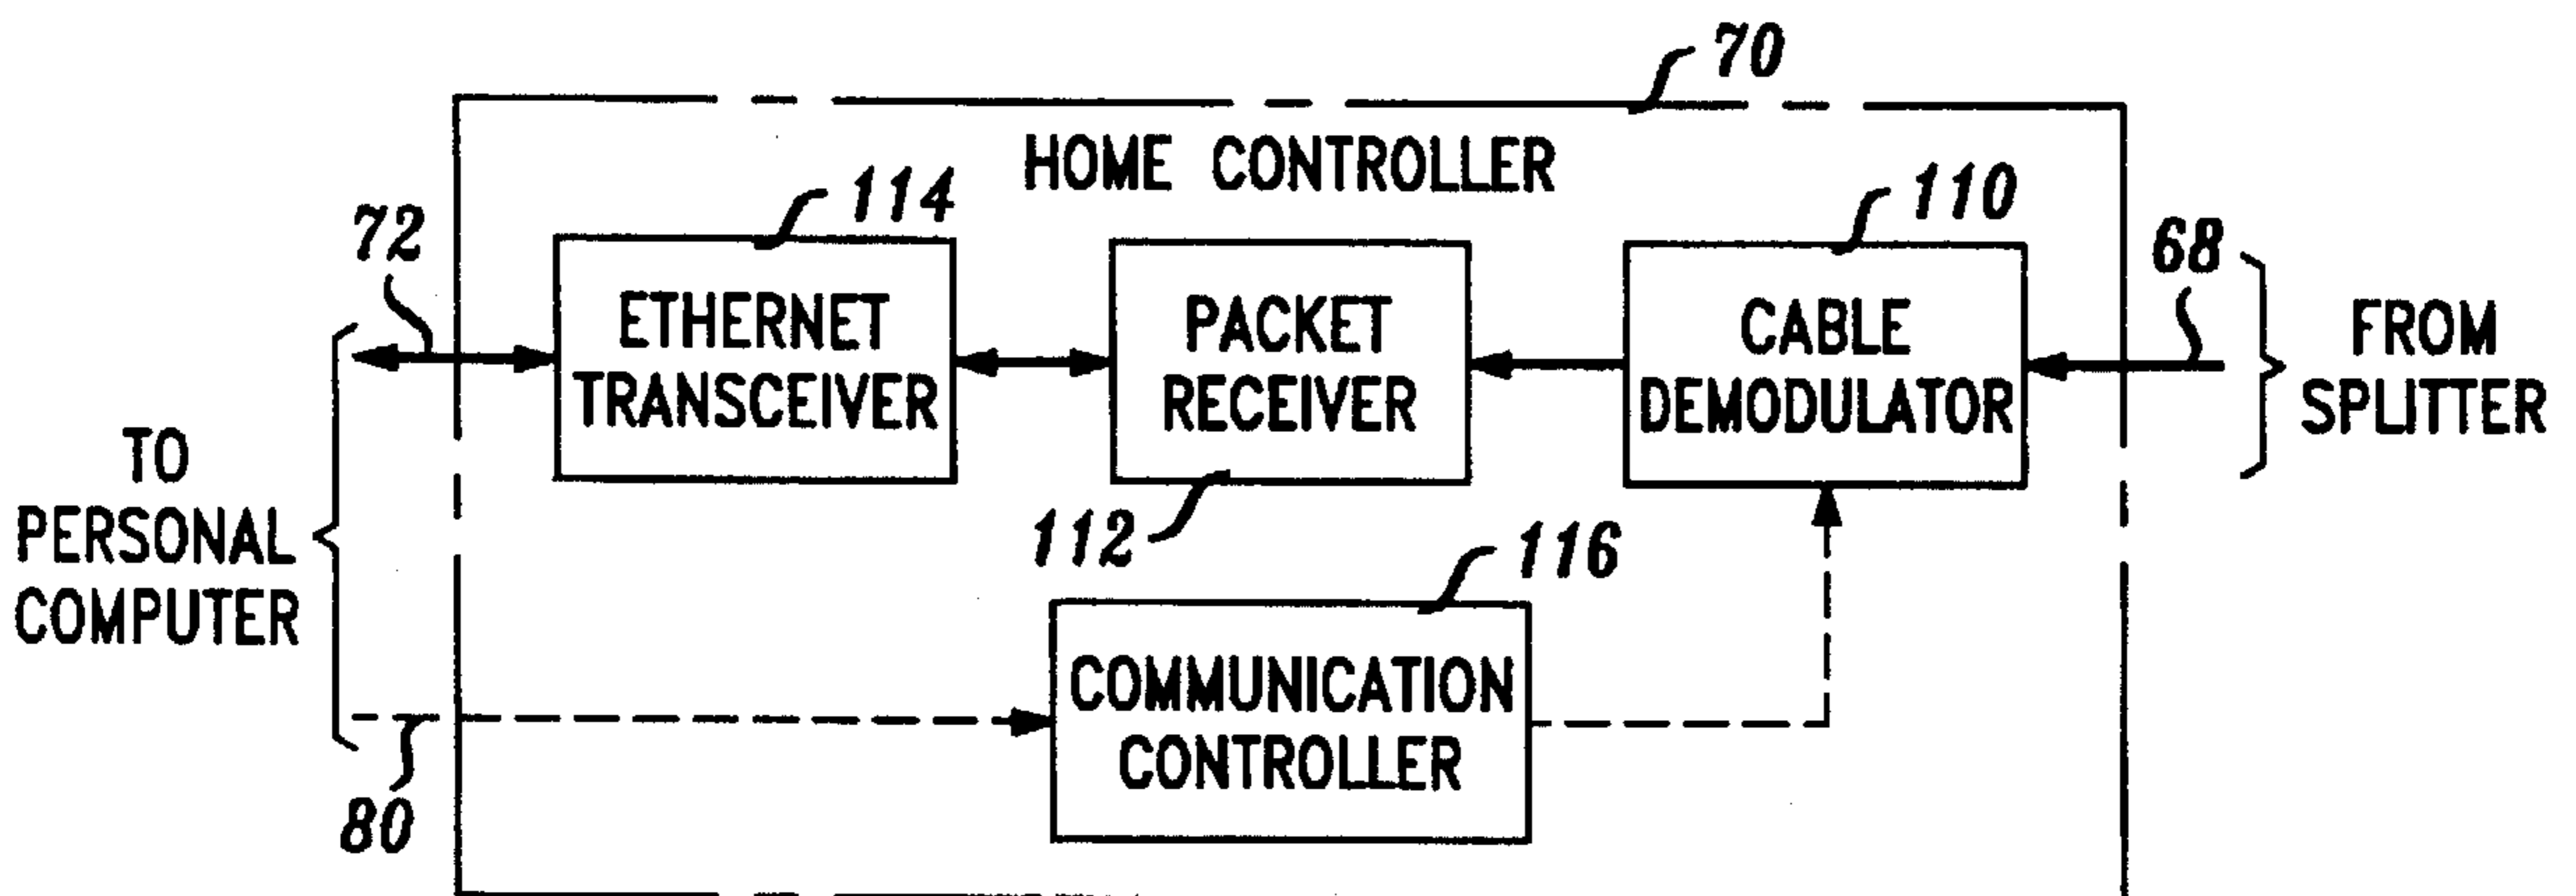 70
HOME CONTROLLER
114
110
72
68
ETHERNET
TRANSCEIVER
PACKET
RECEIVER
CABLE
DEMODULATOR
FROM
SPLITTER
TO
PERSONAL
COMPUTER
112
116
COMMUNICATION
CONTROLLER
80